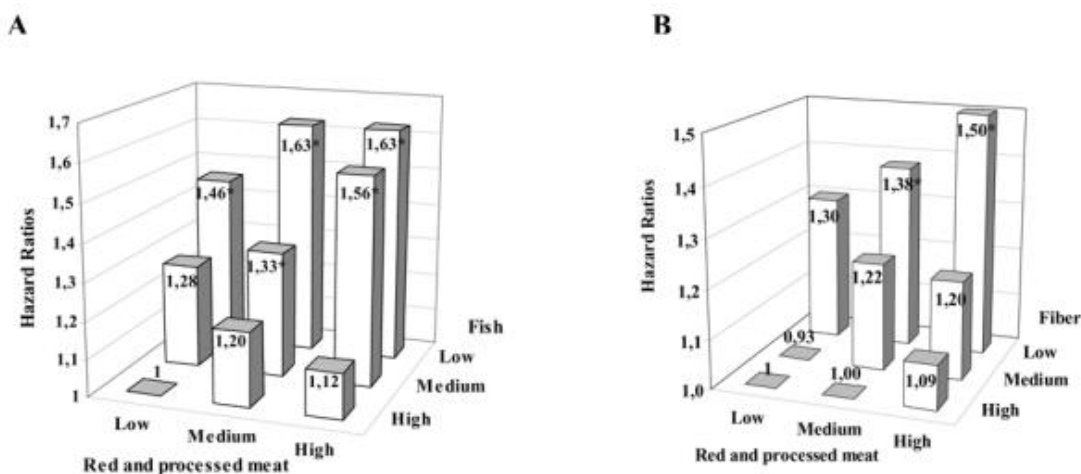 A
1,7
1,6
1,5
1,4
1,3
1,2
1,1
1
Hazard Ratios
1,63*
1,63*
1,46*
1,56*
1,28
1,33*
1
1,20
1,12
Fish
Low
Medium
High
Low
Medium
High
Red and processed meat
B
1,5
1,4
1,3
1,2
1,1
1,0
Hazard Ratios
1,50*
1,38*
1,30
1,22
1,20
0,93
1
1,00
1,09
Fiber
Low
Medium
High
Low
Medium
High
Red and processed meat